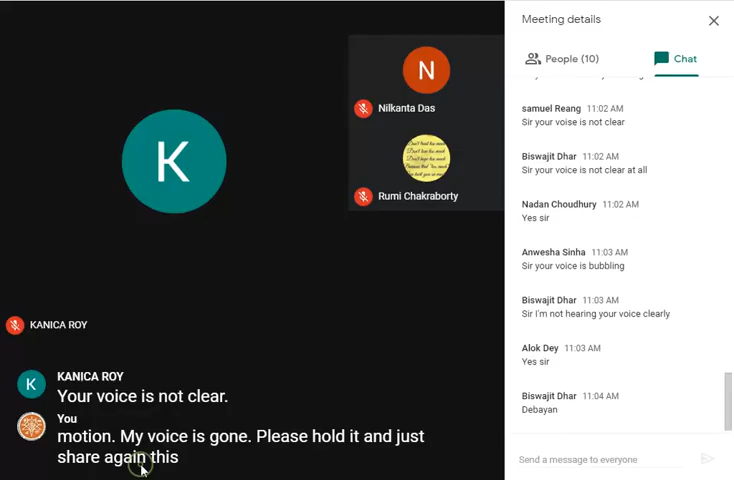 K
N
Nilkanta Das
Rumi Chakraborty
KANICA ROY
K
KANICA ROY
Your voice is not clear.
You
motion. My voice is gone. Please hold it and just
share again this
Meeting details
People (10)
Chat
samuel Reang 11:02 AM
Sir your voise is not clear
Biswajit Dhar 11:02 AM
Sir your voice is not clear at all
Nadan Choudhury 11:02 AM
Yes sir
Anwesha Sinha 11:03 AM
Sir your voice is bubbling
Biswajit Dhar 11:03 AM
Sir I'm not hearing your voice clearly
Alok Dey 11:03 AM
Yes sir
Biswajit Dhar 11:04 AM
Debayan
Send a message to everyone